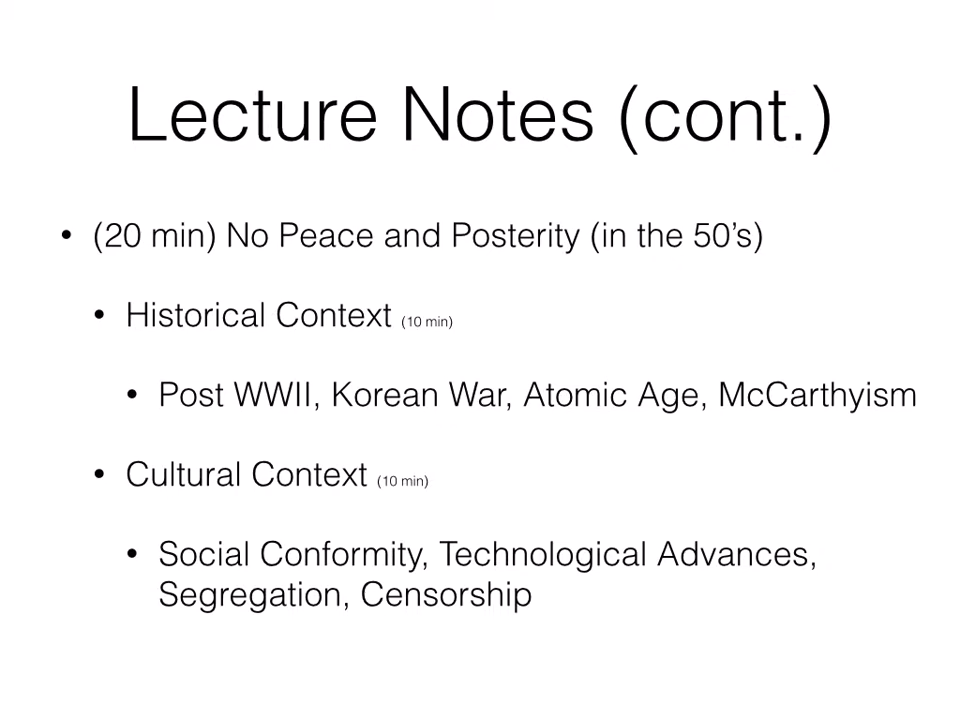 Lecture Notes (cont.)
• (20 min) No Peace and Posterity (in the 50’s)
• Historical Context (10 min)
• Post WWII, Korean War, Atomic Age, McCarthyism
• Cultural Context (10 min)
• Social Conformity, Technological Advances,
Segregation, Censorship